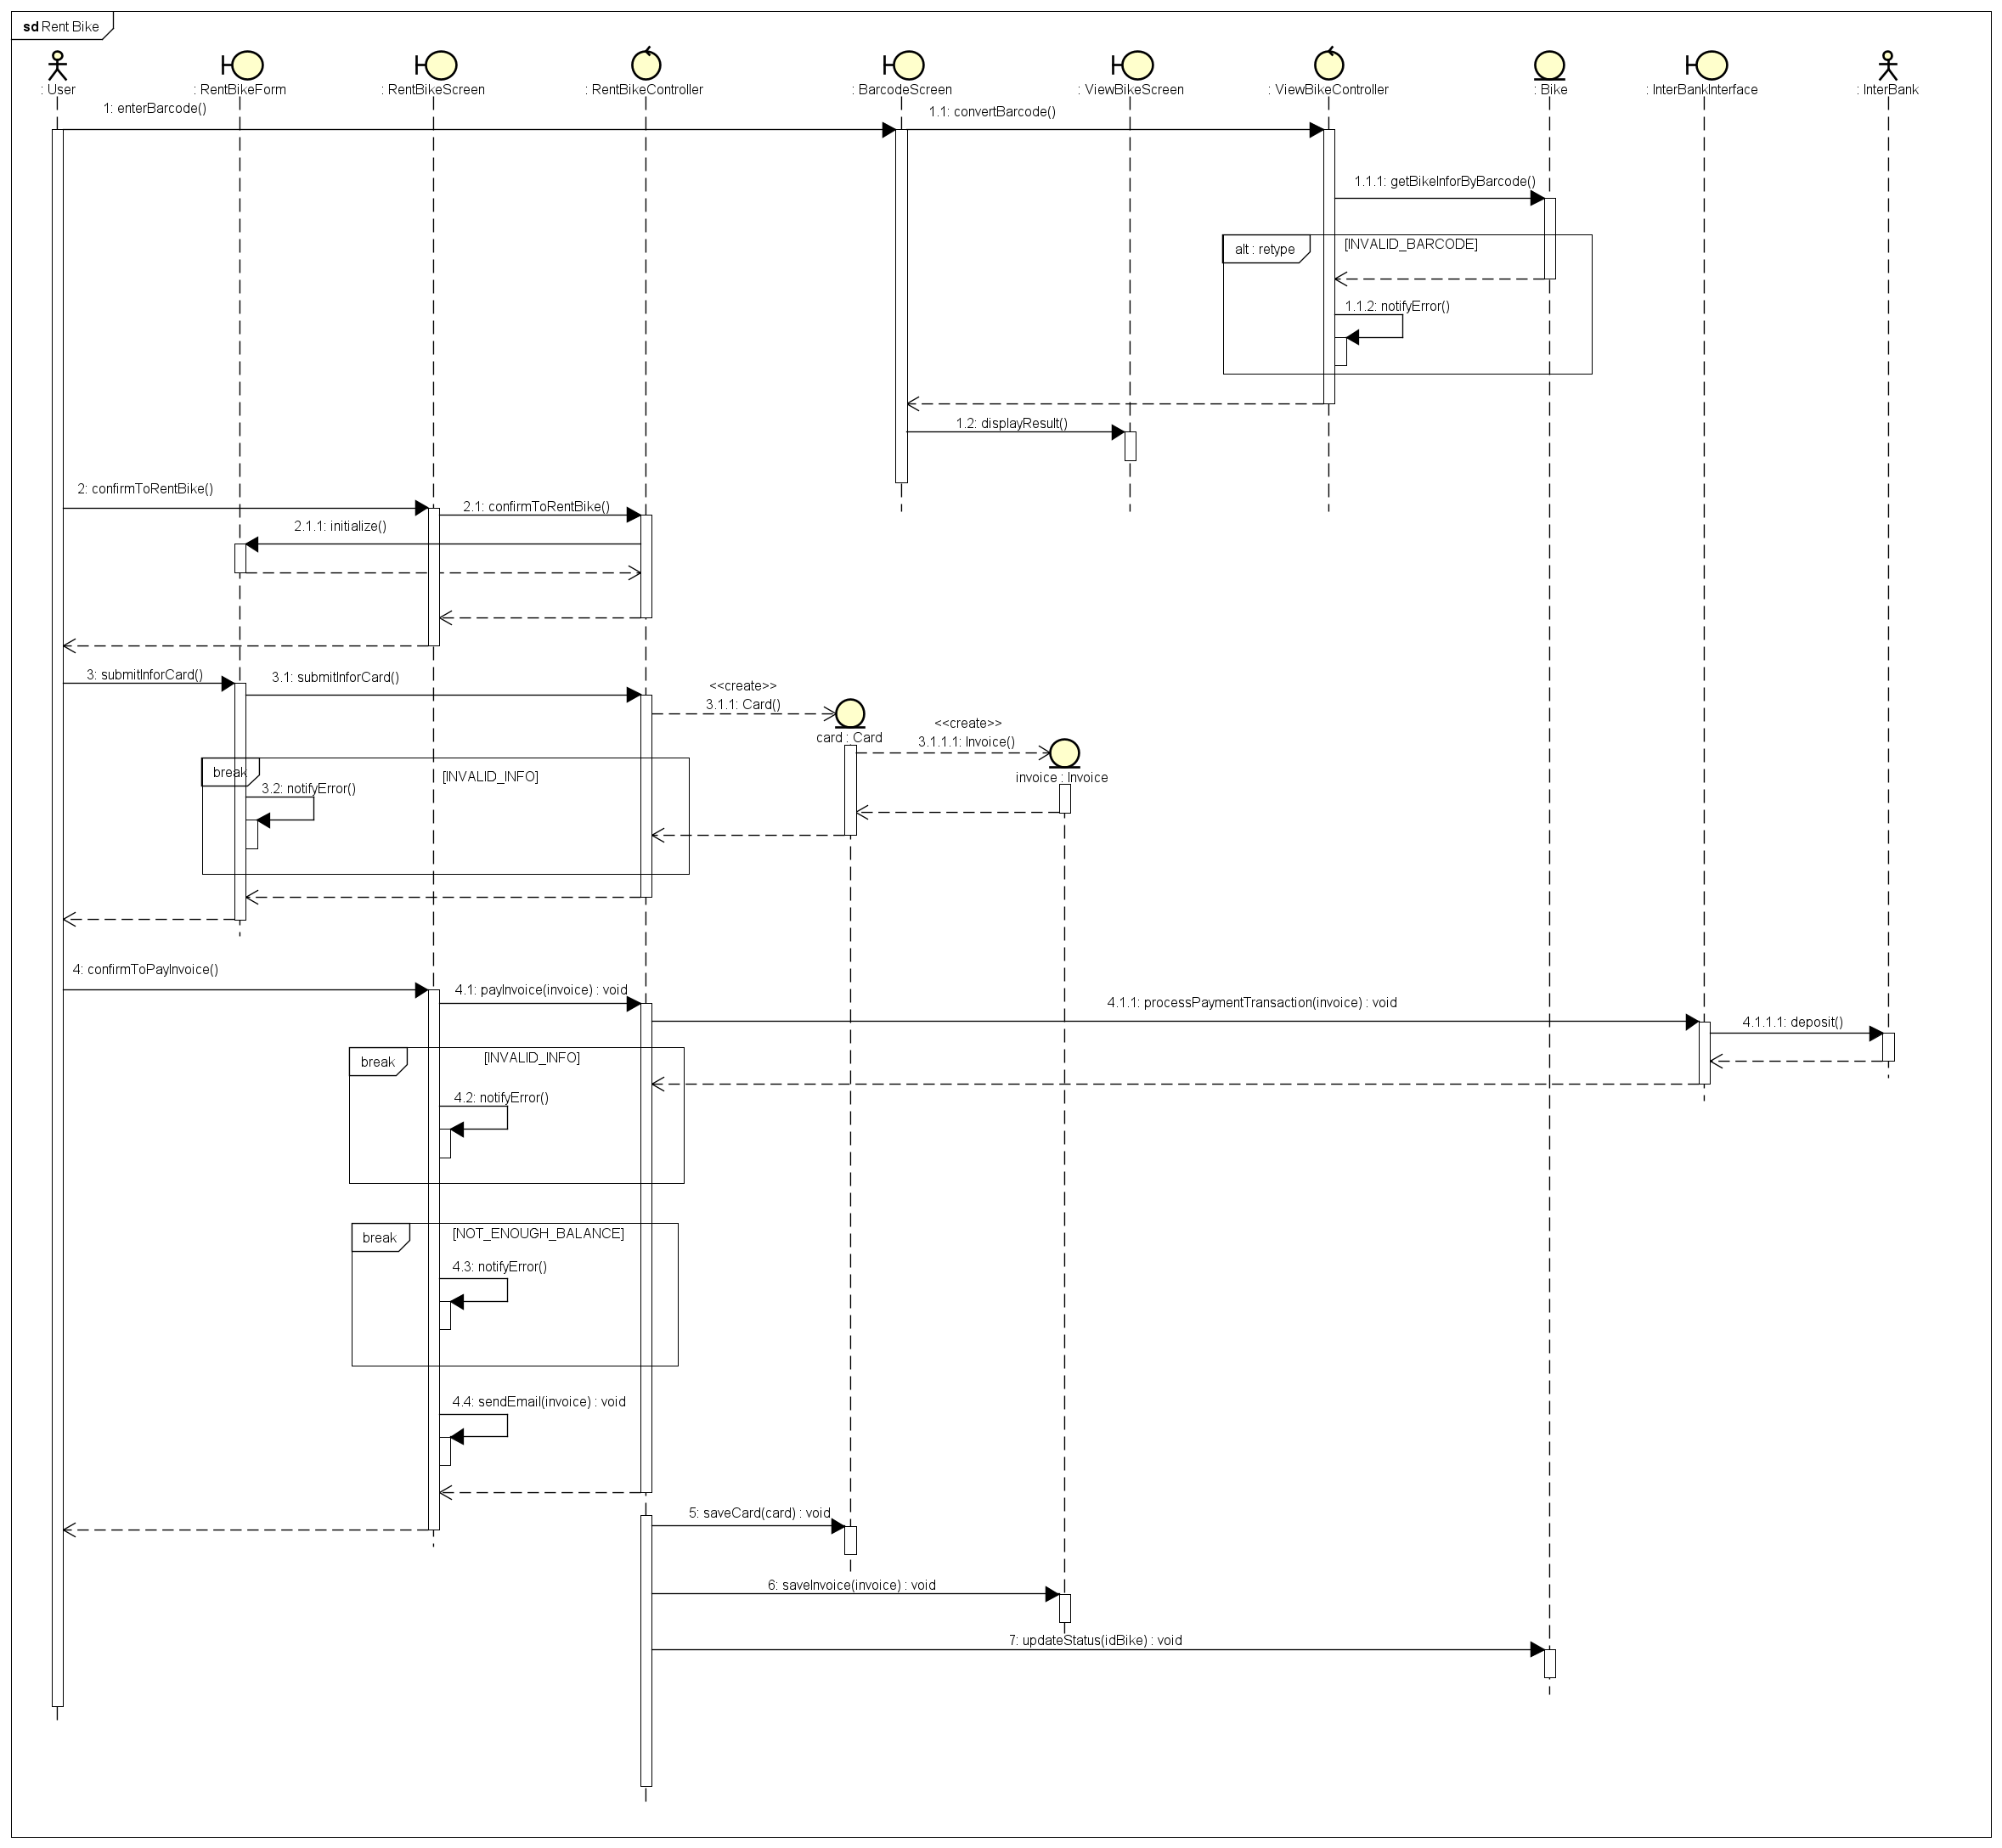 sd Rent Bike
: User
: RentBikeForm
: RentBikeScreen
: RentBikeController
: BarcodeScreen
: ViewBikeScreen
: ViewBikeController
: Bike
: InterBankInterface
: InterBank
1: enterBarcode()
1.1: convertBarcode()
1.1.1: getBikeInforByBarcode()
alt : retype
[INVALID_BARCODE]
1.1.2: notifyError()
1.2: displayResult()
2: confirmToRentBike()
2.1: confirmToRentBike()
2.1.1: initialize()
3: submitInforCard()
3.1: submitInforCard()
<<create>>
3.1.1: Card()
card : Card
<<create>>
3.1.1.1: Invoice()
invoice : Invoice
break
[INVALID_INFO]
3.2: notifyError()
4: confirmToPayInvoice()
4.1: payInvoice(invoice) : void
4.1.1: processPaymentTransaction(invoice) : void
4.1.1.1: deposit()
break
[INVALID_INFO]
4.2: notifyError()
break
[NOT_ENOUGH_BALANCE]
4.3: notifyError()
4.4: sendEmail(invoice) : void
5: saveCard(card) : void
6: saveInvoice(invoice) : void
7: updateStatus(idBike) : void